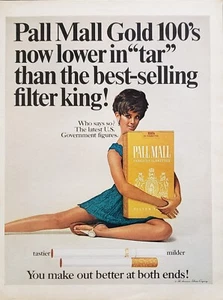 Pall Mall Gold 100's
now lower in "tar"
than the best-selling
filter king!
Who says so?
The latest U.S.
Government figures.
PALL MALL
tastier
milder
You make out better at both ends!